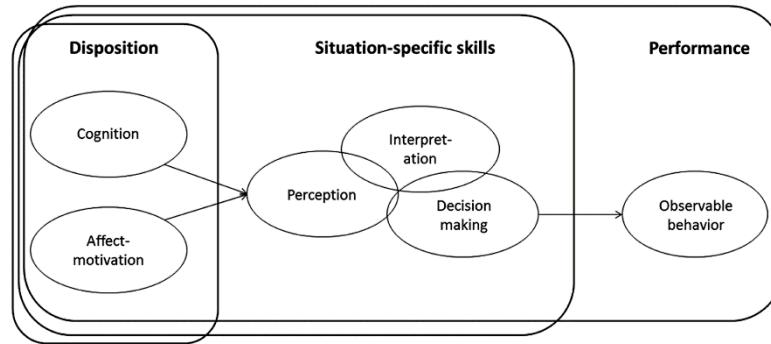 Disposition
Situation-specific skills
Performance
Cognition
Affect-
motivation
Perception
Interpret-
ation
Decision
making
Observable
behavior